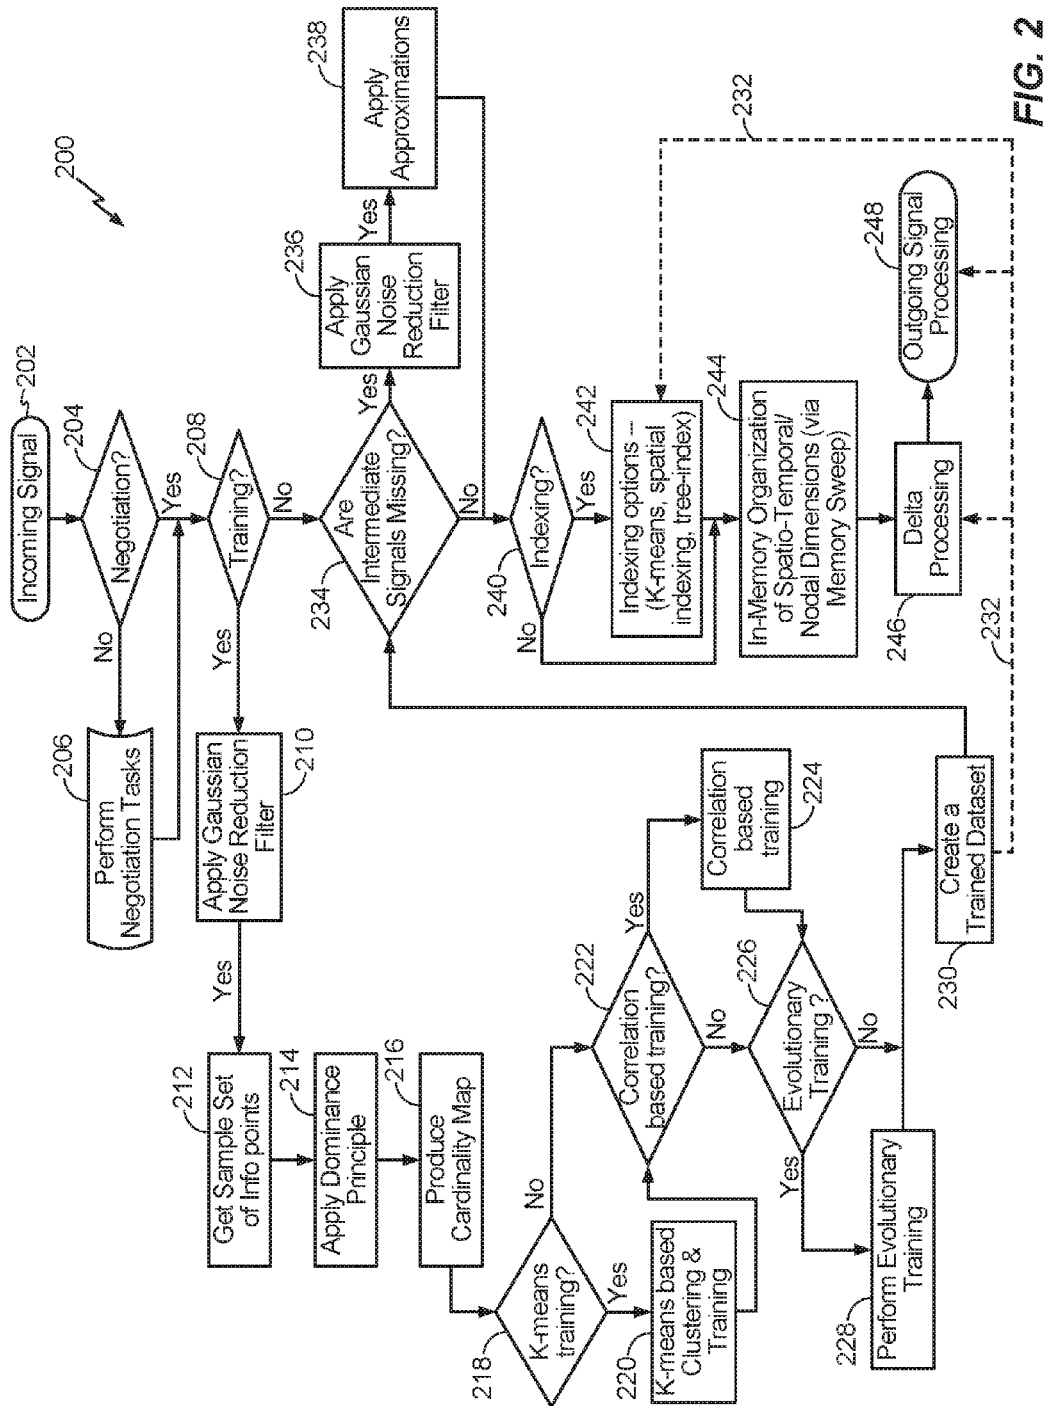 200
Incoming Signal
202
Negotiation?
204
No
Yes
Perform
Negotiation Tasks
206
Training?
208
Yes
No
Apply Gaussian
Noise Reduction
Filter
210
Yes
Get Sample Set
of Info points
212
Apply Dominance
Principle
214
Produce
Cardinality Map
216
K-means
training?
218
No
Yes
K-means based
Clustering &
Training
220
Correlation
based training?
222
Yes
No
Correlation
based
training
224
Evolutionary
Training ?
226
Yes
No
Perform Evolutionary
Training
228
Create a
Trained Dataset
230
232
Are
Intermediate
Signals Missing?
234
Yes
No
Apply
Gaussian
Noise
Reduction
Filter
236
Yes
Apply
Approximations
238
Indexing?
240
No
Yes
Indexing options –
(K-means, spatial
indexing, tree-index)
242
In-Memory Organization
of Spatio-Temporal/
Nodal Dimensions (via
Memory Sweep)
244
Delta
Processing
246
Outgoing Signal
Processing
248
232
FIG. 2